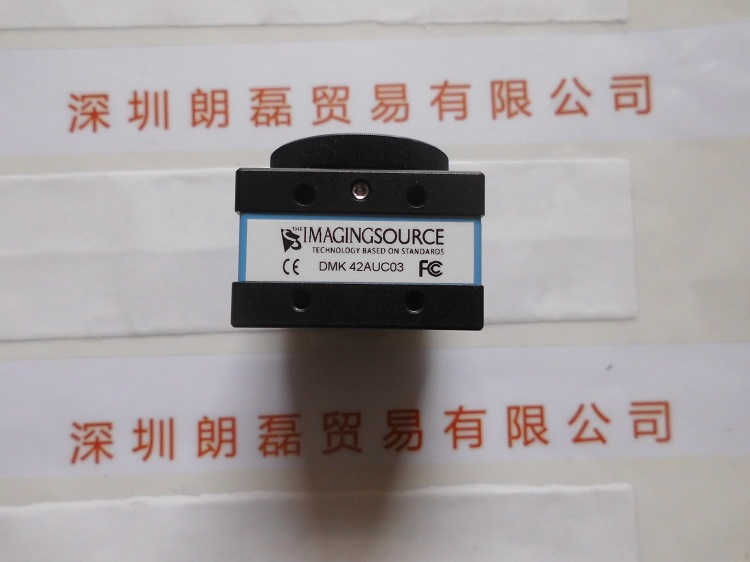 深圳朗磊贸易有限公司
THE IMAGINGSOURCE
TECHNOLOGY BASED ON STANDARDS
CE DMK 42AUC03 FC
深圳朗磊贸易有限公司